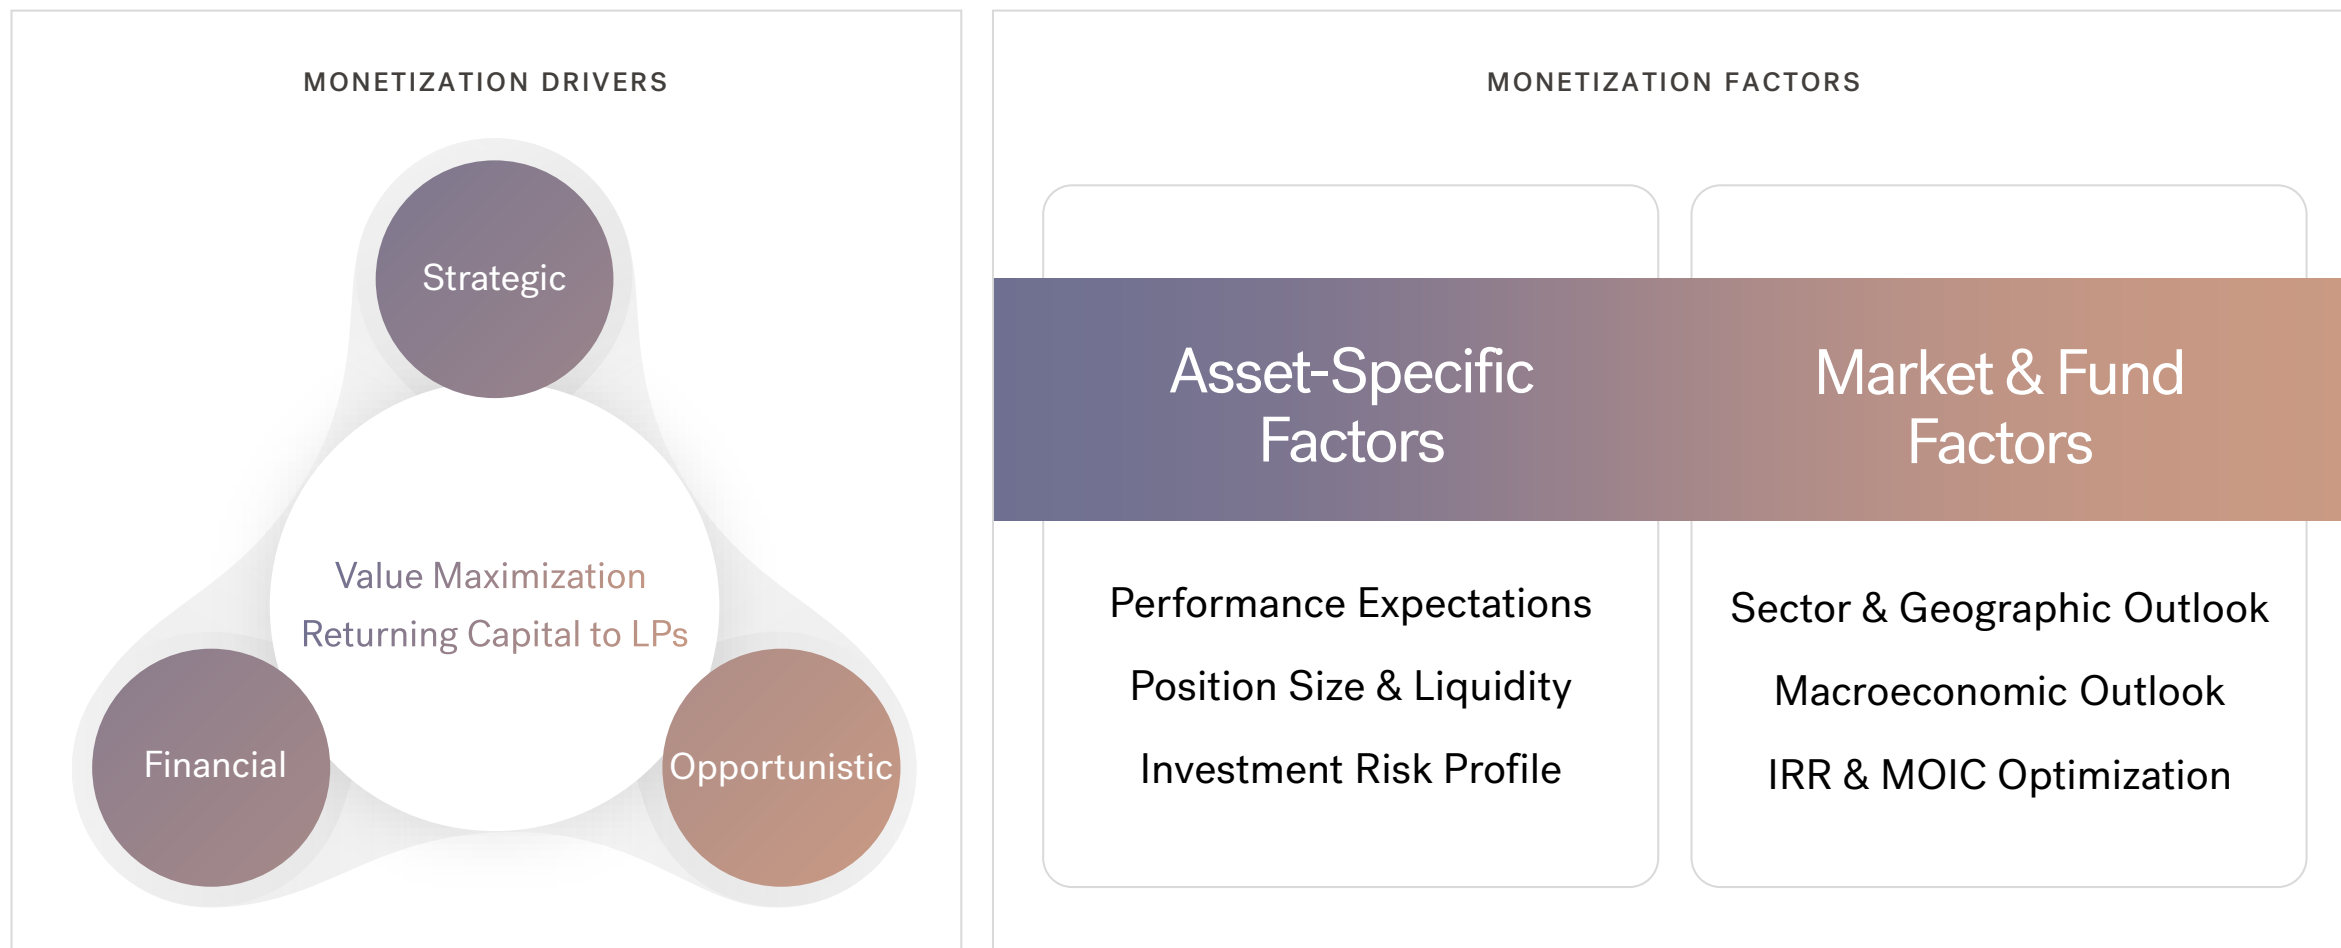 MONETIZATION DRIVERS
Strategic
Value Maximization
Returning Capital to LPs
Financial
Opportunistic
MONETIZATION FACTORS
Asset-Specific
Factors
Performance Expectations
Position Size & Liquidity
Investment Risk Profile
Market & Fund
Factors
Sector & Geographic Outlook
Macroeconomic Outlook
IRR & MOIC Optimization